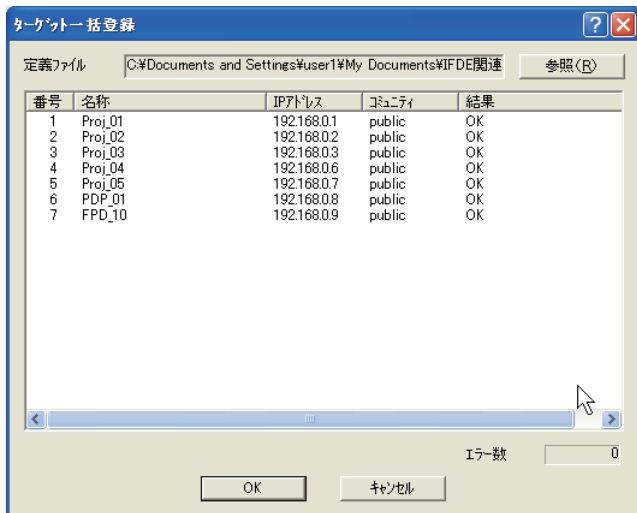 ターゲット一括登録
定義ファイル C:¥Documents and Settings¥user1¥My Documents¥IFDE関連 参照(R)
番号 名称 IPアドレス コミュニティ 結果
1 Proj_01 192.168.0.1 public OK
2 Proj_02 192.168.0.2 public OK
3 Proj_03 192.168.0.3 public OK
4 Proj_04 192.168.0.6 public OK
5 Proj_05 192.168.0.7 public OK
6 PDP_01 192.168.0.8 public OK
7 FPD_10 192.168.0.9 public OK
エラー数 0
OK キャンセル